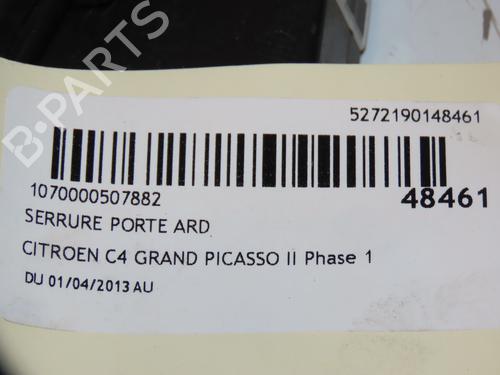 5272190148461
1070000507882
48461
SERRURE PORTE ARD
CITROEN C4 GRAND PICASSO II Phase 1
DU 01/04/2013 AU
B-PARTS